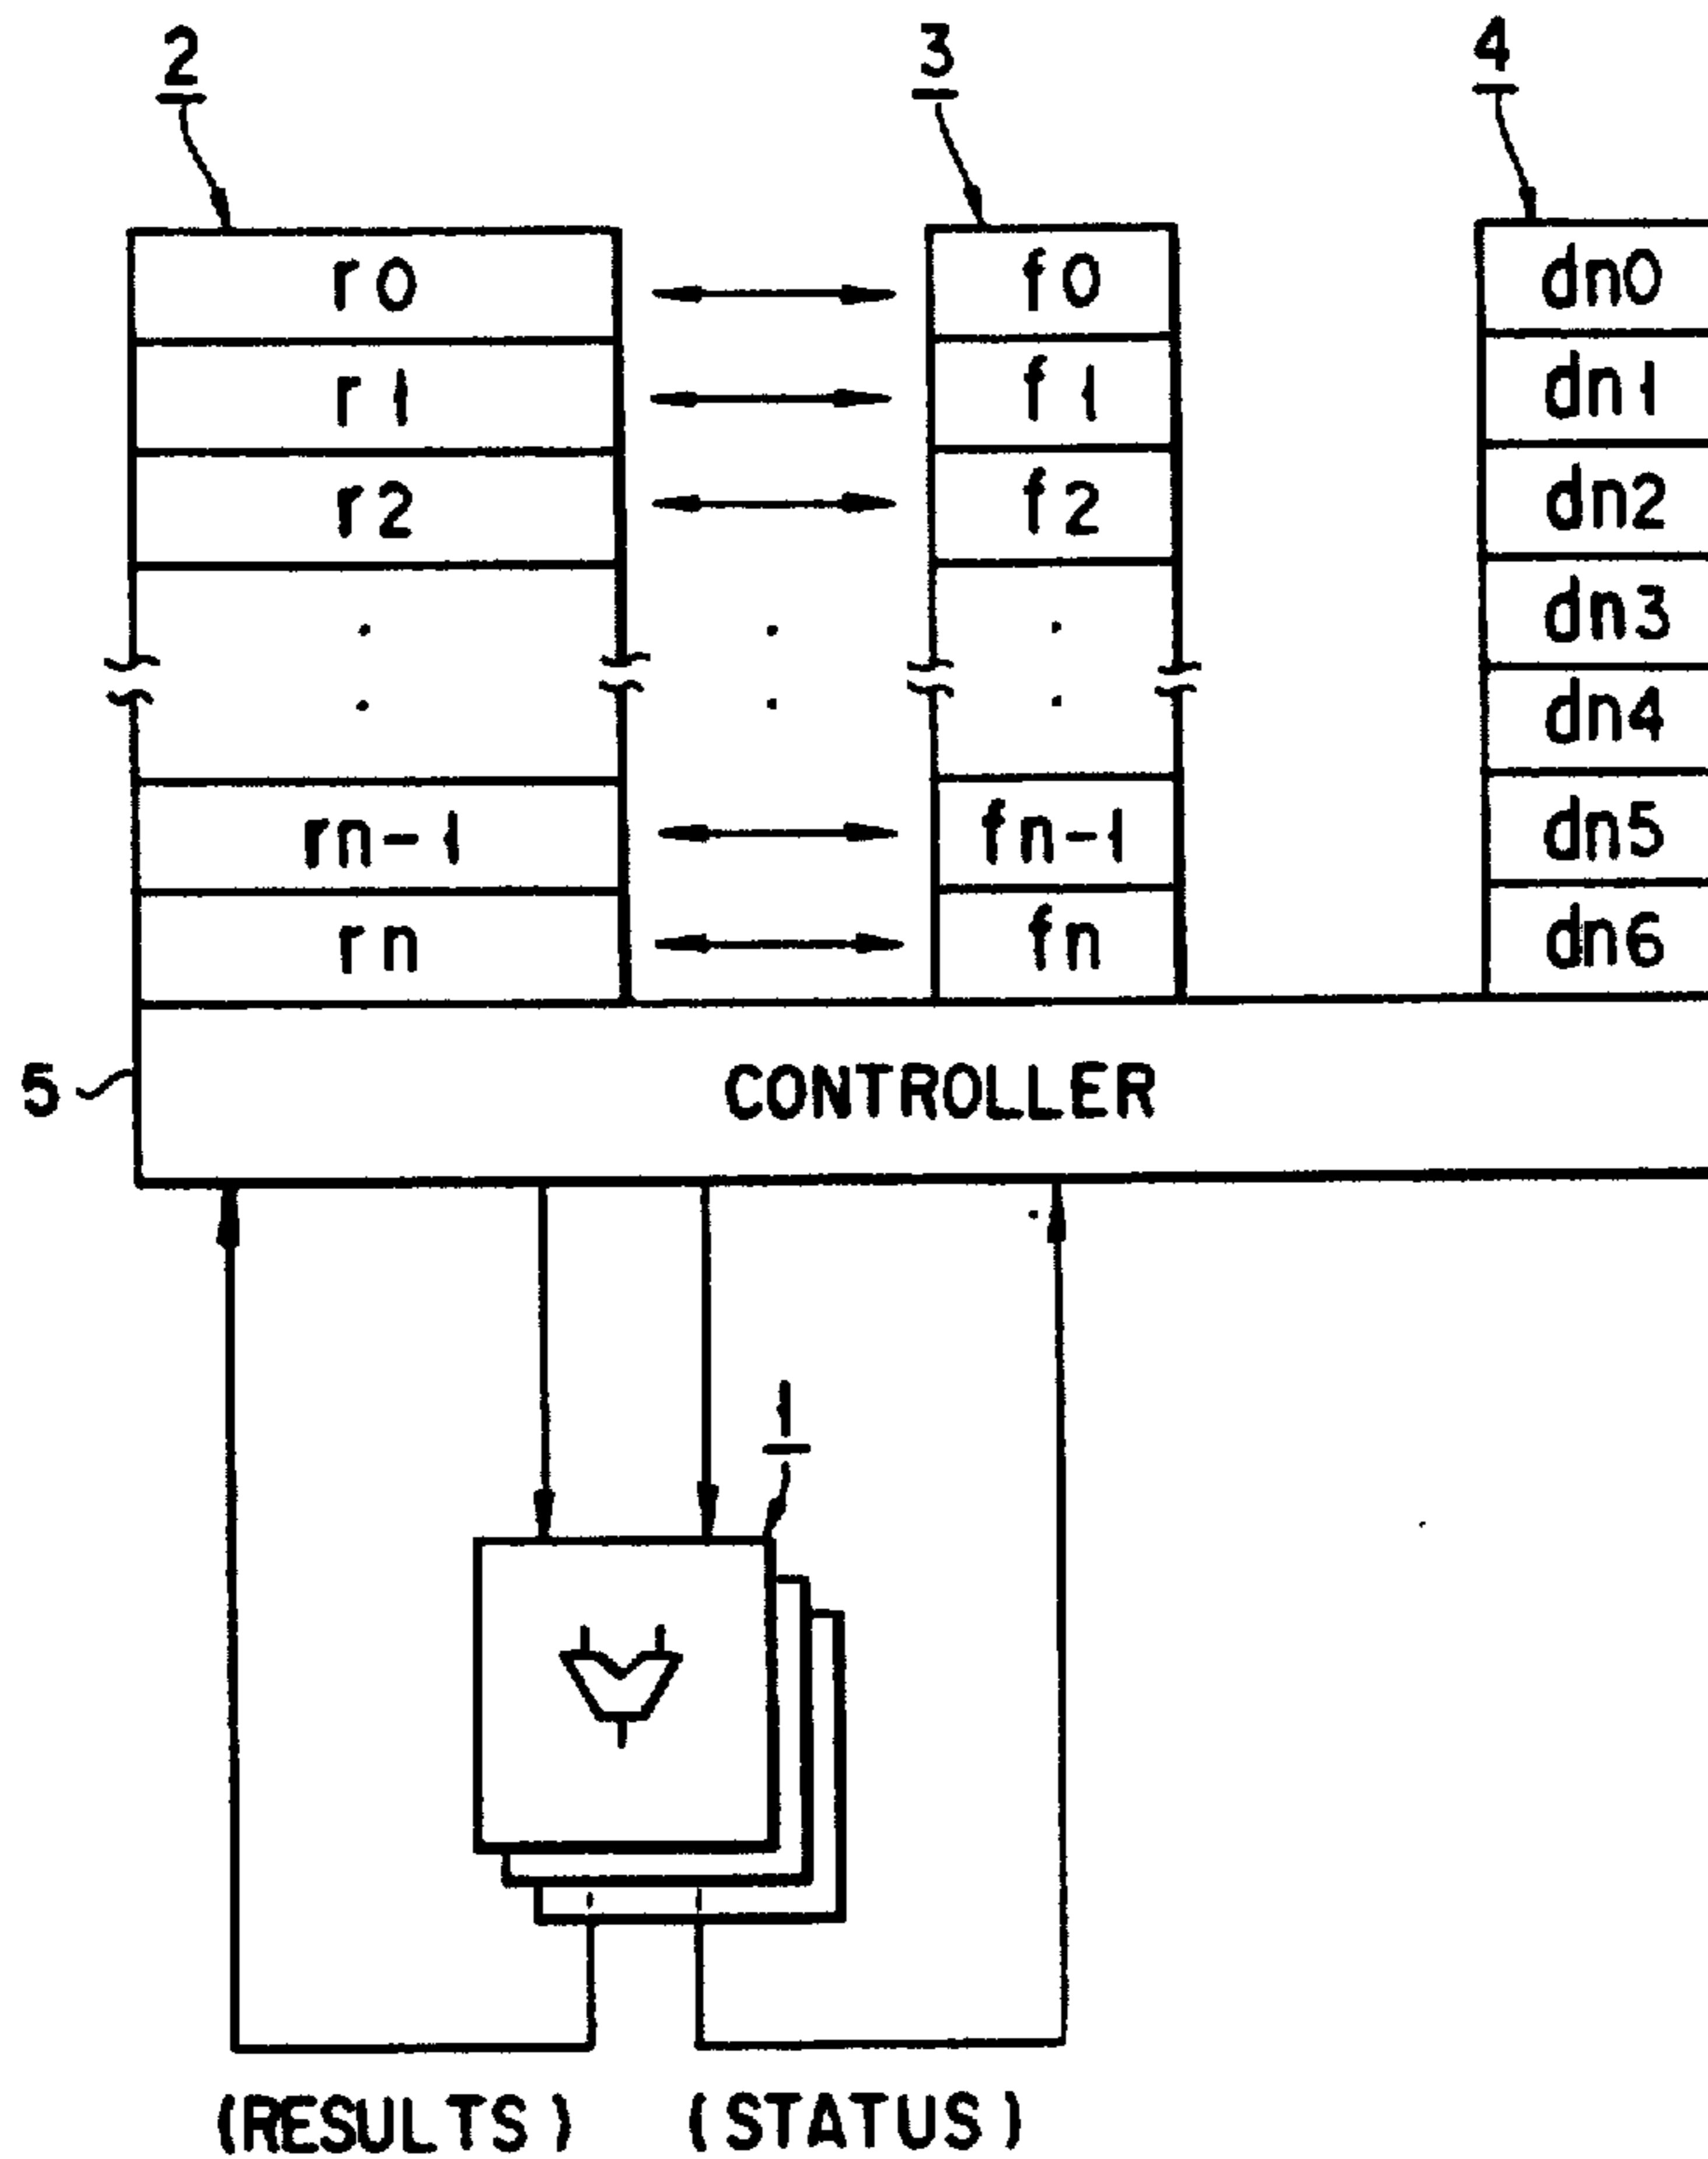 2 3 4
r0 f0 dn0
r1 f1 dn1
r2 f2 dn2
dn3
dn4
rn-1 fn-1 dn5
rn fn dn6
5 CONTROLLER
1
(RESULTS) (STATUS)